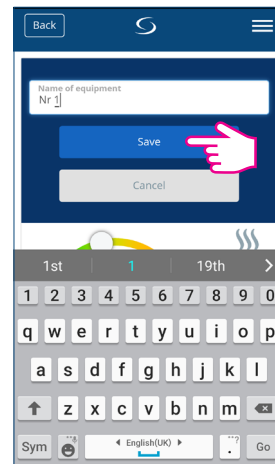 Back
Name of equipment
Nr 1
Save
Cancel
1st 1 19th
1 2 3 4 5 6 7 8 9 0
q w e r t y u i o p
a s d f g h j k l
z x c v b n m
Sym English(UK) . Go